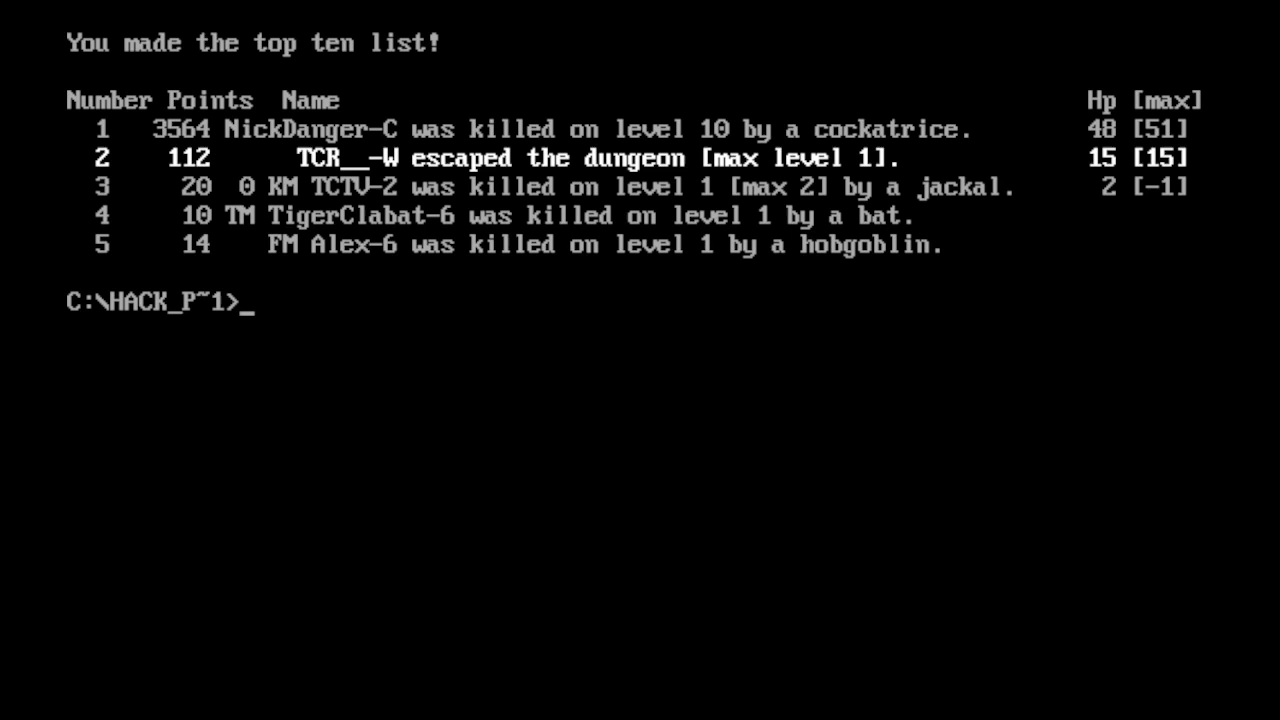 You made the top ten list!
Number Points  Name                                                    Hp [max]
  1   3564 NickDanger-C was killed on level 10 by a cockatrice.        48 [51]
  2    112      TCR__-W escaped the dungeon [max level 1].             15 [15]
  3     20  0 KM TCTV-2 was killed on level 1 [max 2] by a jackal.      2 [-1]
  4     10 TM TigerClabat-6 was killed on level 1 by a bat.
  5     14    FM Alex-6 was killed on level 1 by a hobgoblin.
C:\HACK_P~1>_